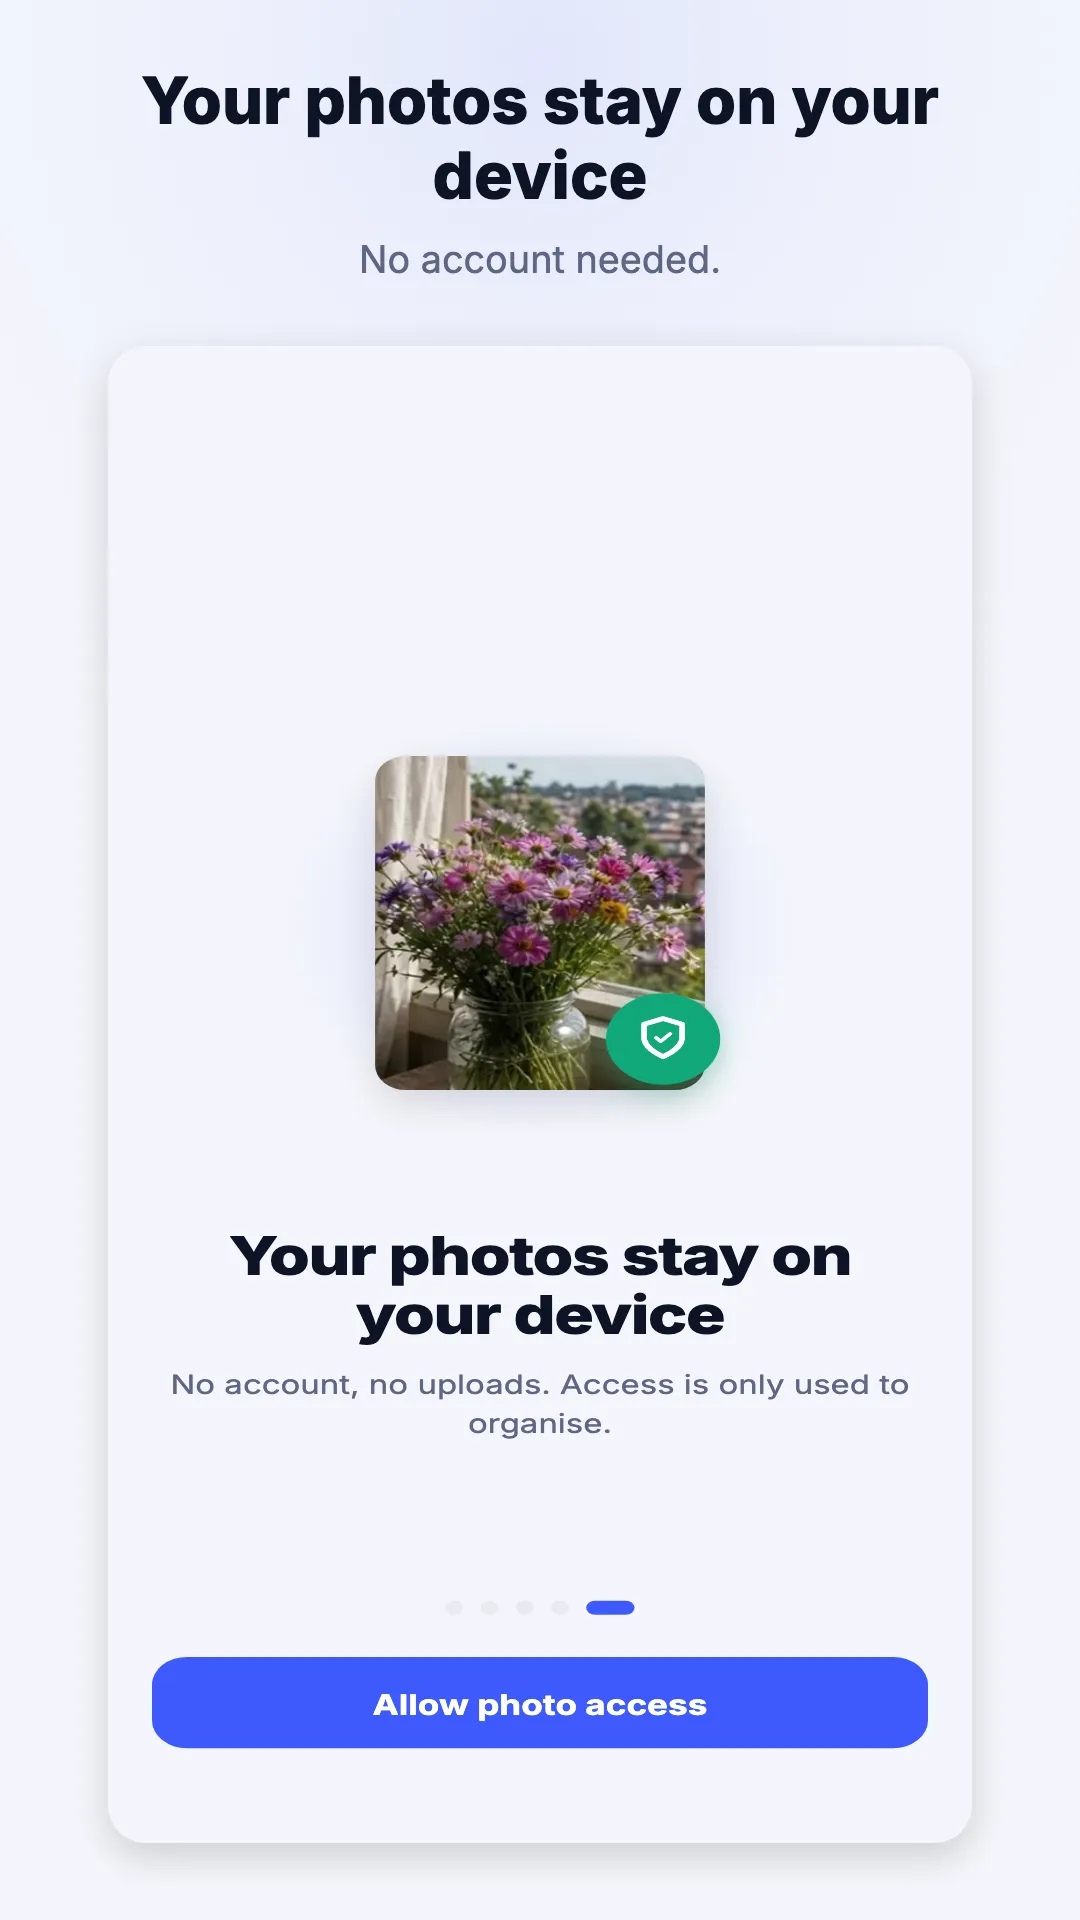 Your photos stay on your
device
No account needed.
Your photos stay on
your device
No account, no uploads. Access is only used to
organise.
Allow photo access